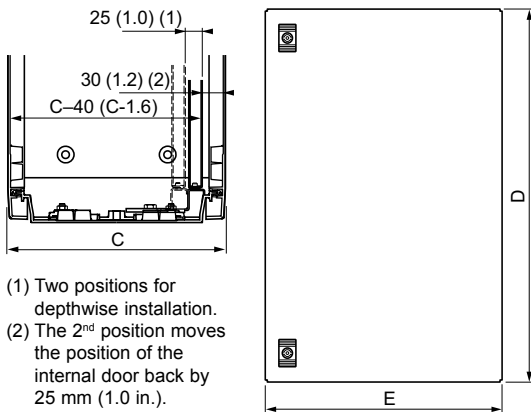 25 (1.0) (1)
30 (1.2) (2)
C–40 (C-1.6)
C
(1) Two positions for
depthwise installation.
(2) The 2nd position moves
the position of the
internal door back by
25 mm (1.0 in.).
D
E